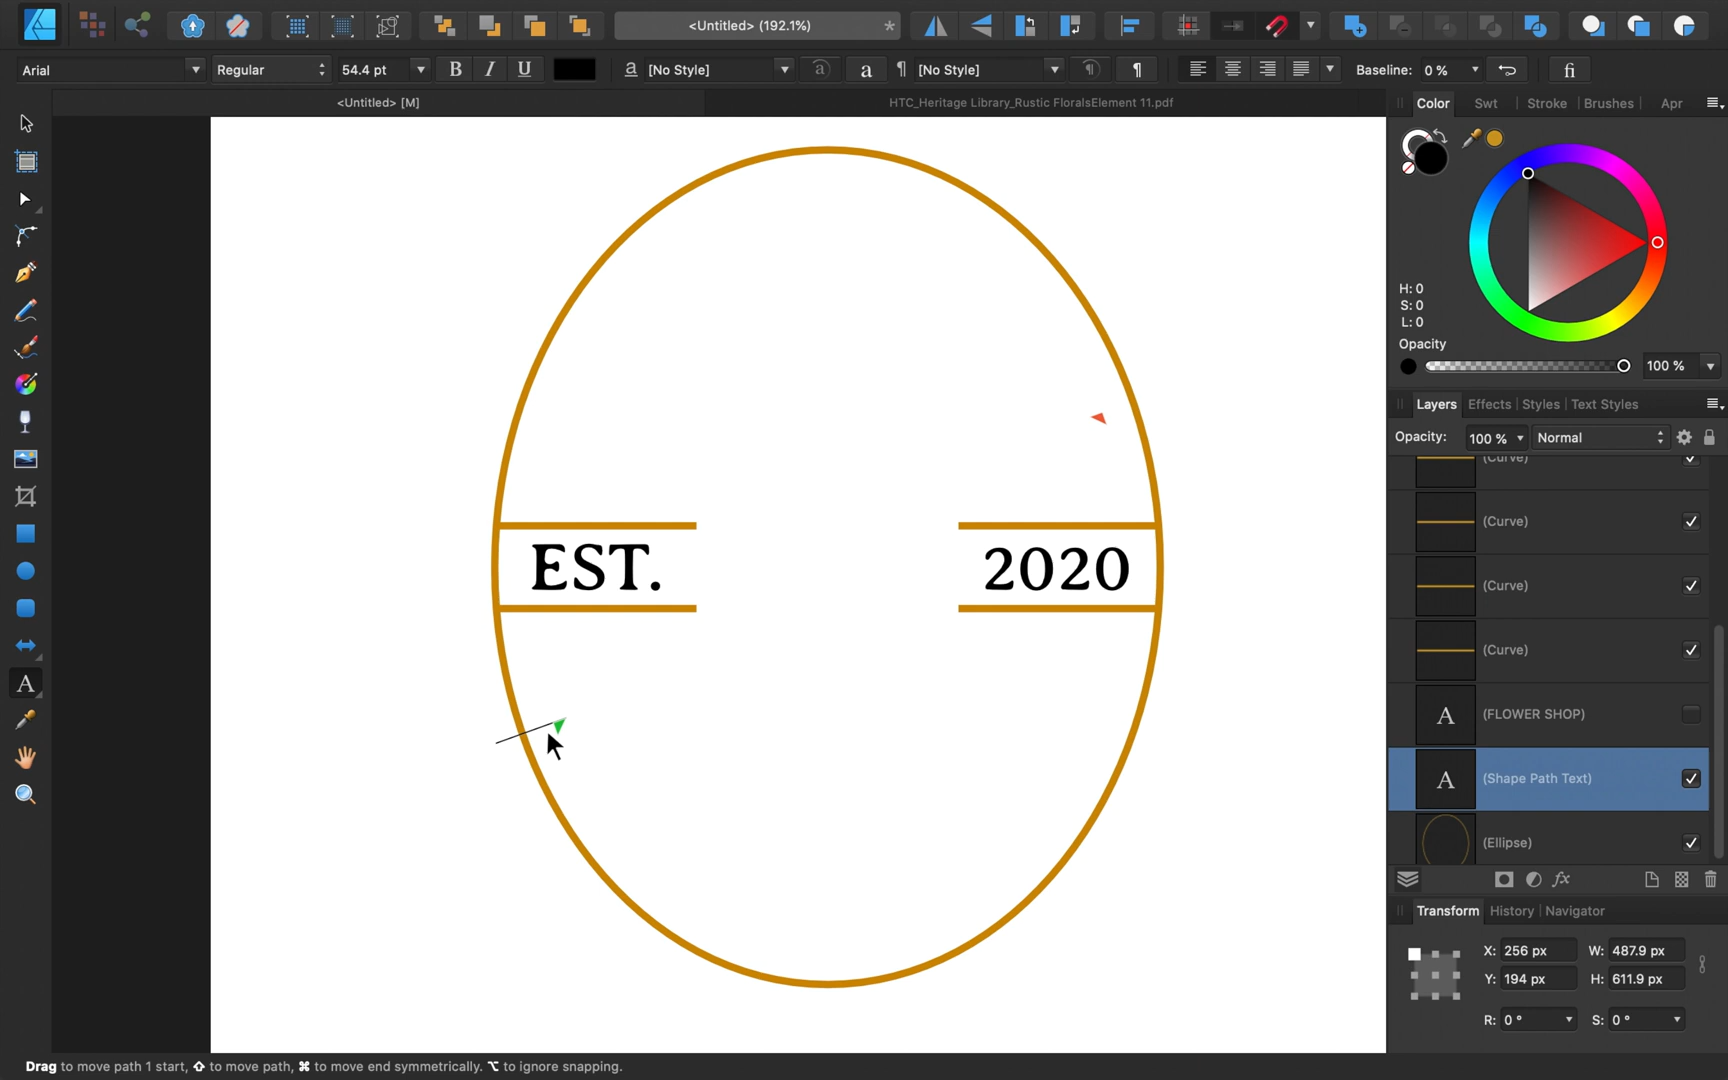 <Untitled> (192.1%)
*
Arial
Regular
54.4 pt
B
I
U
a
[No Style]
a
a
¶
[No Style]
¶
¶
Baseline:
0 %
fi
<Untitled> [M]
HTC_Heritage Library_Rustic FloralsElement 11.pdf
Color
Swt
Stroke
Brushes
Apr
H: 0
S: 0
L: 0
Opacity
100 %
Layers
Effects
Styles
Text Styles
Opacity:
100 %
Normal
(Curve)
(Curve)
(Curve)
(Curve)
A
(FLOWER SHOP)
A
(Shape Path Text)
(Ellipse)
fx
Transform
History
Navigator
X: 256 px
W: 487.9 px
Y: 194 px
H: 611.9 px
R: 0 °
S: 0 °
A
EST.
2020
Drag to move path 1 start, ⇧ to move path, ⌘ to move end symmetrically. ⌥ to ignore snapping.